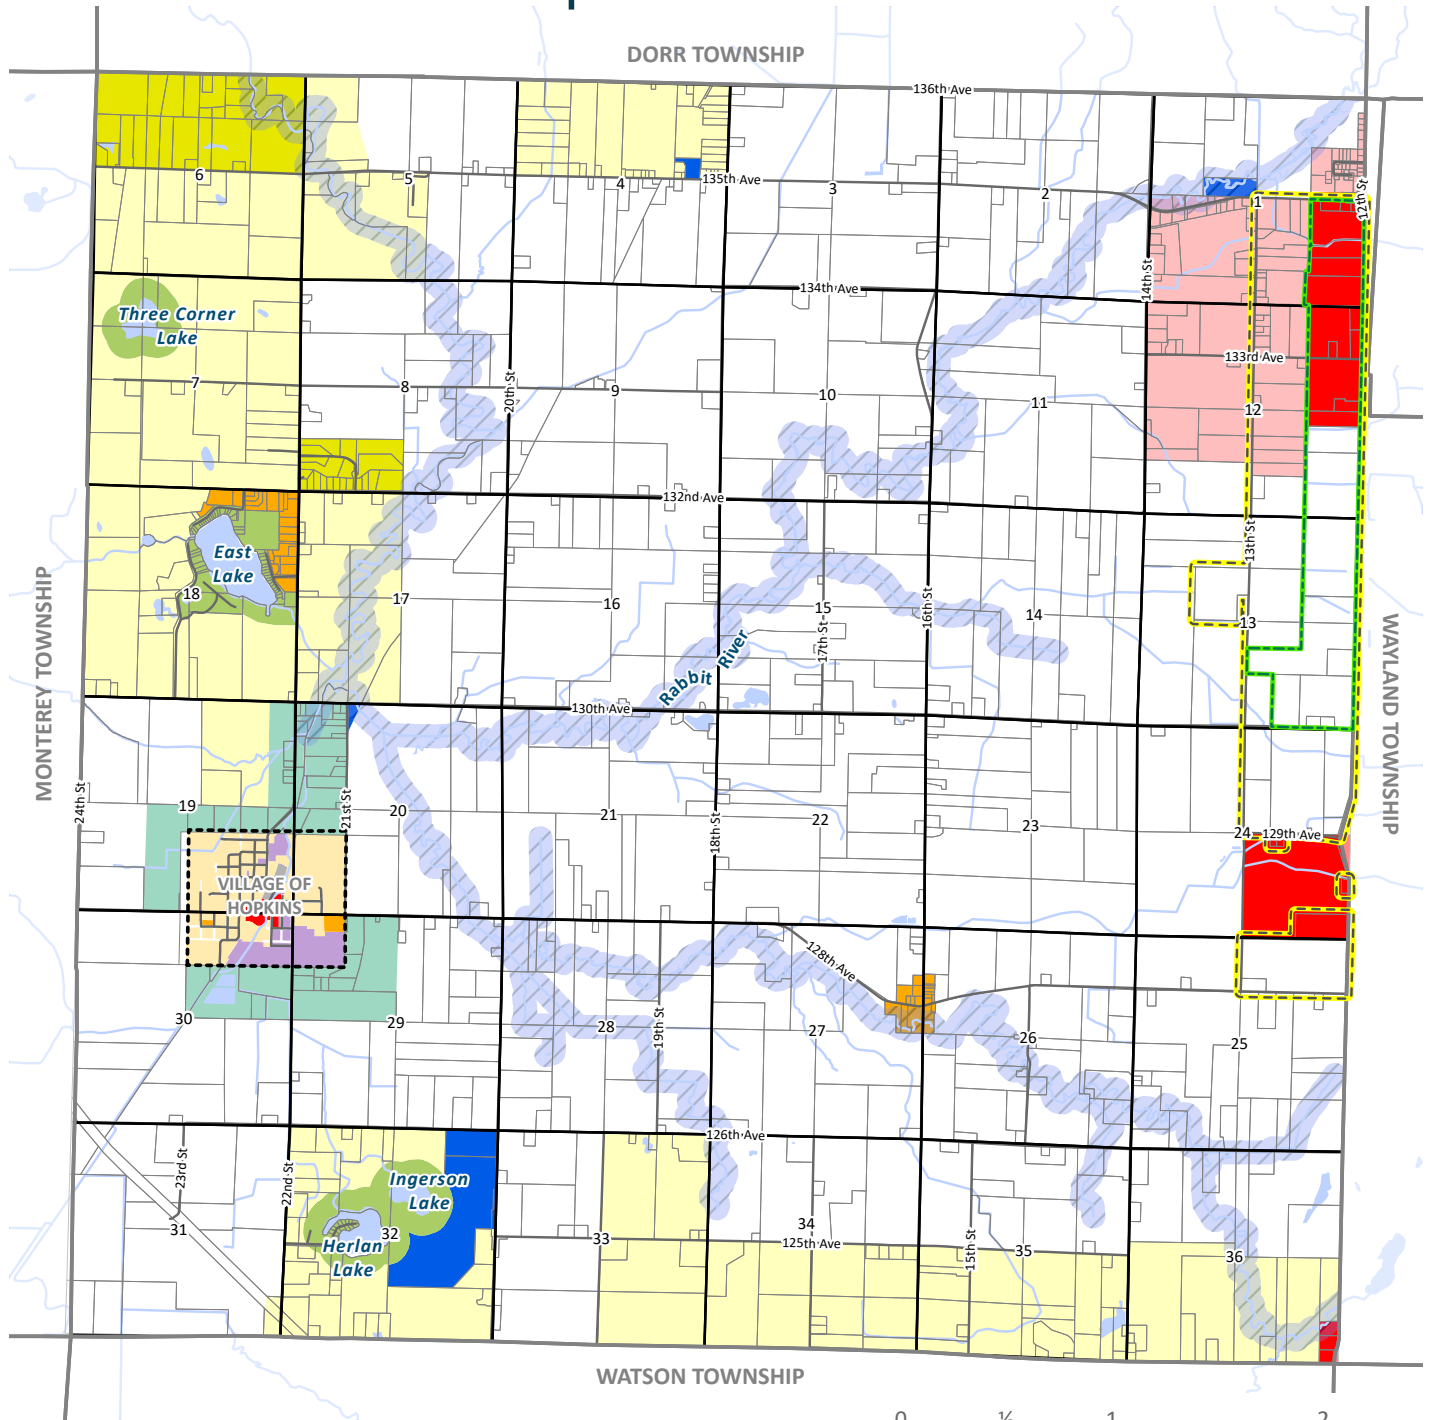 DORR TOWNSHIP
136th Ave
6
5
4
135th Ave
3
2
1
12th St
14th St
134th Ave
Three Corner
Lake
133rd Ave
7
8
20th St
9
10
11
12
132nd Ave
13th St
East
Lake
18
17
16
15
14
13
17th St
16th St
MONTEREY TOWNSHIP
WAYLAND TOWNSHIP
Rabbit River
130th Ave
24th St
19
21st St
20
21
18th St
22
23
24
129th Ave
VILLAGE OF
HOPKINS
128th Ave
30
29
28
19th St
27
26
25
126th Ave
23rd St
22nd St
Ingerson
Lake
31
32
Herlan
Lake
33
34
125th Ave
15th St
35
36
WATSON TOWNSHIP
0 ½ 1 2